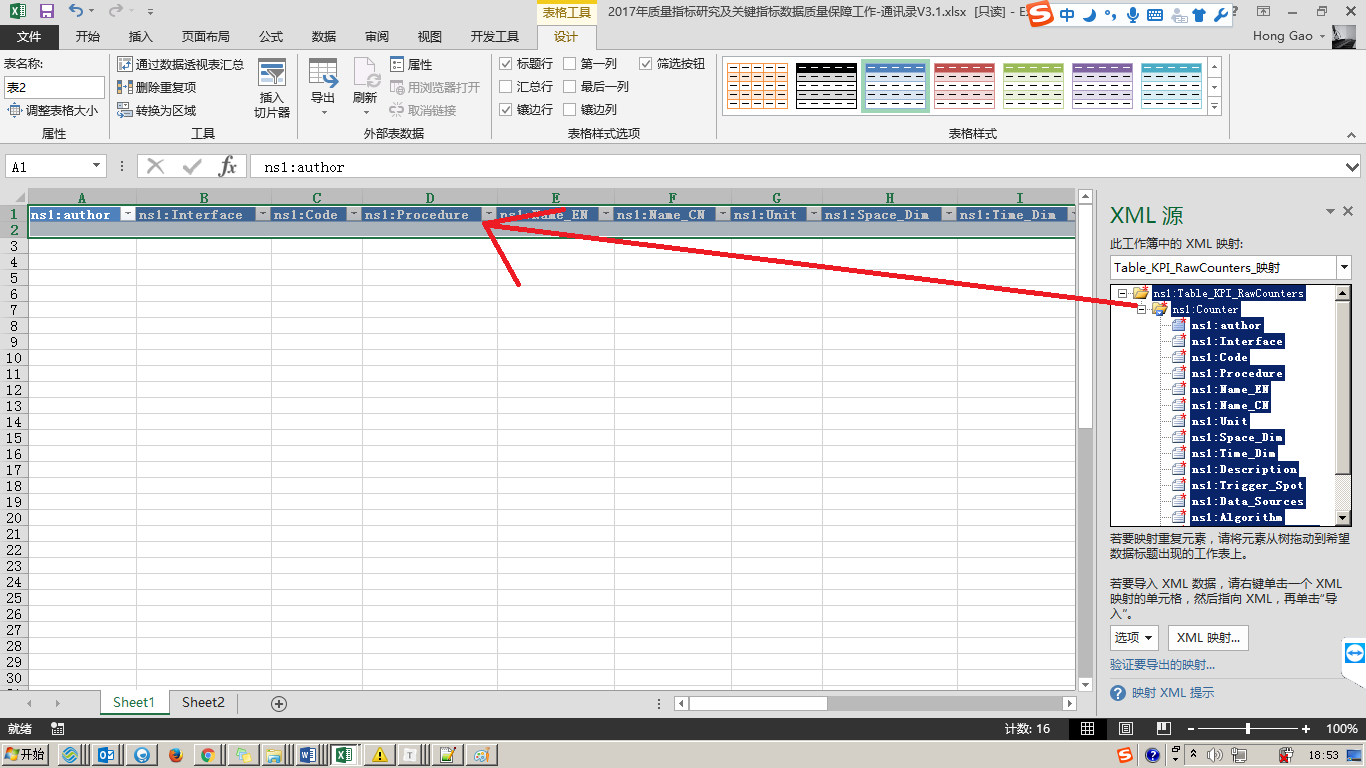 2017年质量指标研究及关键指标数据质量保障工作-通讯录V3.1.xlsx [只读] - E
表格工具
中
文件 开始 插入 页面布局 公式 数据 审阅 视图 开发工具 设计
Hong Gao
表名称:
表2
调整表格大小
属性
通过数据透视表汇总
删除重复项
转换为区域
插入
切片器
工具
导出
刷新
属性
用浏览器打开
取消链接
外部表数据
标题行 第一列 筛选按钮
汇总行 最后一列
镶边行 镶边列
表格样式选项
表格样式
A1
fx
ns1:author
A B C D E F G H I
1 ns1:author ns1:Interface ns1:Code ns1:Procedure ns1:Name_EN ns1:Name_CN ns1:Unit ns1:Space_Dim ns1:Time_Dim
2
3
4
5
6
7
8
9
10
11
12
13
14
15
16
17
18
19
20
21
22
23
24
25
26
27
28
29
30
XML 源
此工作簿中的 XML 映射:
Table_KPI_RawCounters_映射
ns1:Table_KPI_RawCounters
ns1:Counter
ns1:author
ns1:Interface
ns1:Code
ns1:Procedure
ns1:Name_EN
ns1:Name_CN
ns1:Unit
ns1:Space_Dim
ns1:Time_Dim
ns1:Description
ns1:Trigger_Spot
ns1:Data_Sources
ns1:Algorithm
若要映射重复元素，请将元素从树拖动到希望
数据标题出现的工作表上。
若要导入 XML 数据，请右键单击一个 XML
映射的单元格，然后指向 XML，再单击“导
入”。
选项 XML 映射...
验证要导出的映射...
映射 XML 提示
Sheet1 Sheet2
就绪
计数: 16
100%
开始
18:53